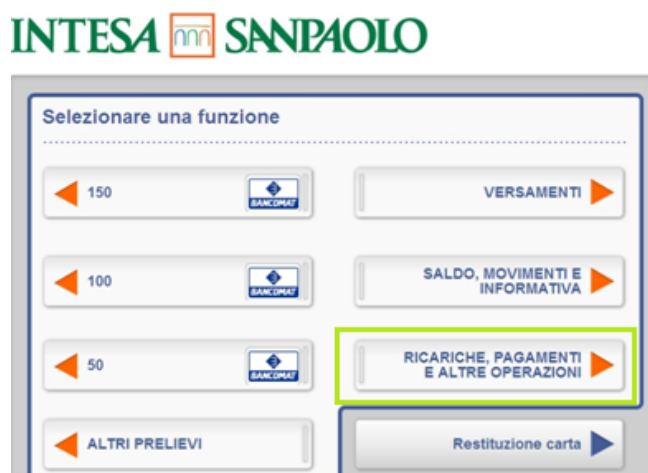 INTESA SANPAOLO
Selezionare una funzione
150
BANCOMAT
VERSAMENTI
100
BANCOMAT
SALDO, MOVIMENTI E
INFORMATIVA
50
BANCOMAT
RICARICHE, PAGAMENTI
E ALTRE OPERAZIONI
ALTRI PRELIEVI
Restituzione carta